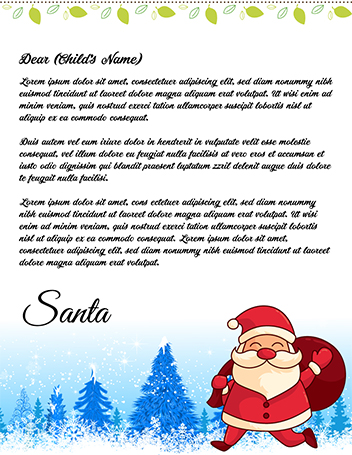 Dear (Child's Name)
Lorem ipsum dolor sit amet, consectetuer adipiscing elit, sed diam
nonummy nibh euismod tincidunt ut laoreet dolore magna aliquam erat
volutpat. Ut wisi enim ad minim veniam, quis nostrud exerci
tation ullamcorper suscipit lobortis nisl ut
aliquip ex ea commodo consequat.
Duis autem vel eum iriure dolor in hendrerit in vulputate velit esse molestie
consequat, vel illum dolore eu feugiat nulla facilisis at vero eros et accumsan et
iusto odio dignissim qui blandit praesent luptatum zzril delenit augue duis dolore
te feugait nulla facilisi.
Lorem ipsum dolor sit amet, cons ectetuer adipiscing elit, sed diam nonummy
nibh euismod tincidunt ut laoreet dolore magna aliquam erat volutpat. Ut wisi
enim ad minim veniam, quis nostrud exerci tation ullamcorper suscipit lobortis
nisl ut aliquip ex ea commodo consequat. Lorem ipsum dolor sit amet,
consectetuer adipiscing elit, sed diam nonummy nibh euismod tincidunt ut laoreet
dolore magna aliquam erat volutpat.
Santa